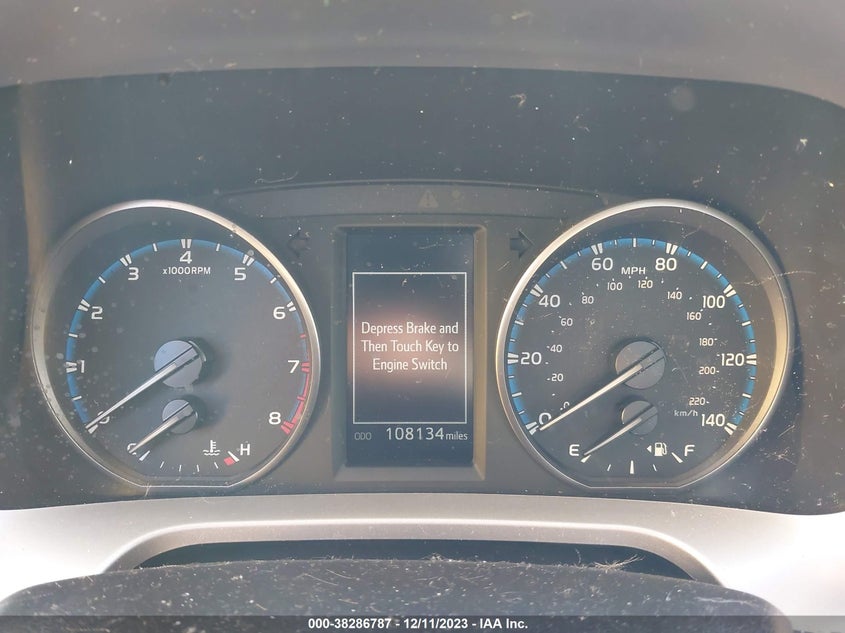 4
3
5
x1000RPM
2
6
1
7
8
H
Depress Brake and
Then Touch Key to
Engine Switch
ODO 108134 miles
60 MPH 80
100 120
80 140
40 100
60 160
40 180
20 120
20 200
0 220
0 km/h 140
E F
000-38286787 - 12/11/2023 - IAA Inc.